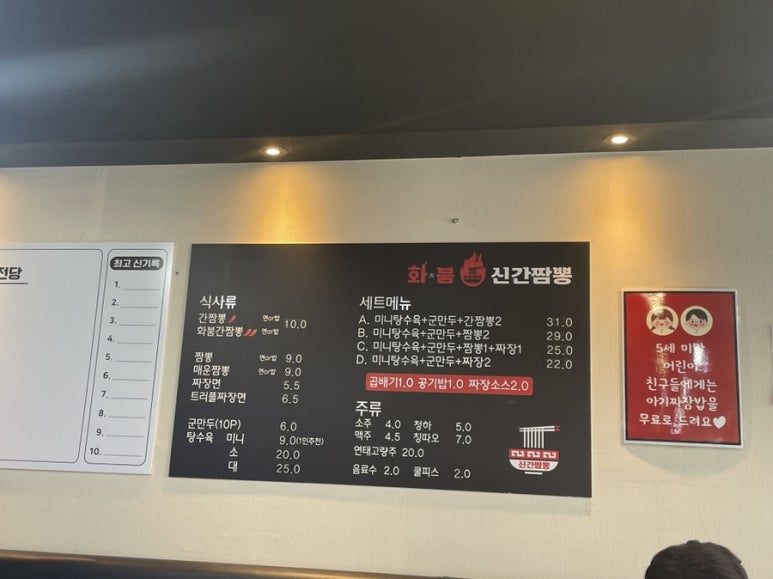 전당
최고 신기록
1.
2.
3.
4.
5.
6.
7.
8.
9.
10.
화×붐 신간짬뽕
식사류
간짬뽕 면or밥 10.0
화붐간짬뽕 면or밥
짬뽕 면or밥 9.0
매운짬뽕 면or밥 9.0
짜장면 5.5
트러플짜장면 6.5
군만두(10P) 6.0
탕수육 미니 9.0(1인추천)
소 20.0
대 25.0
세트메뉴
A. 미니탕수육+군만두+간짬뽕2 31.0
B. 미니탕수육+군만두+짬뽕2 29.0
C. 미니탕수육+군만두+짬뽕1+짜장1 25.0
D. 미니탕수육+군만두+짜장2 22.0
곱배기1.0 공기밥1.0 짜장소스2.0
주류
소주 4.0 청하 5.0
맥주 4.5 칭따오 7.0
연태고량주 20.0
음료수 2.0 쿨피스 2.0
신간짬뽕
5세 미만
어린이
친구들에게는
아기짜장밥을
무료로 드려요